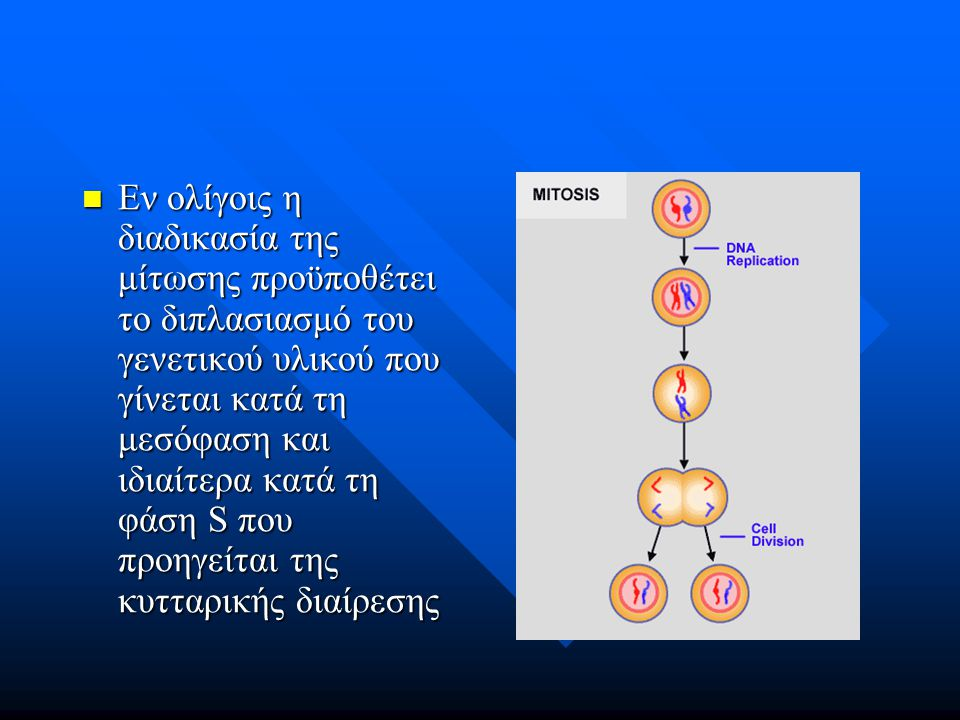 Εν ολίγοις η
διαδικασία της
μίτωσης προϋποθέτει
το διπλασιασμό του
γενετικού υλικού που
γίνεται κατά τη
μεσόφαση και
ιδιαίτερα κατά τη
φάση S που
προηγείται της
κυτταρικής διαίρεσης
MITOSIS
DNA
Replication
Cell
Division